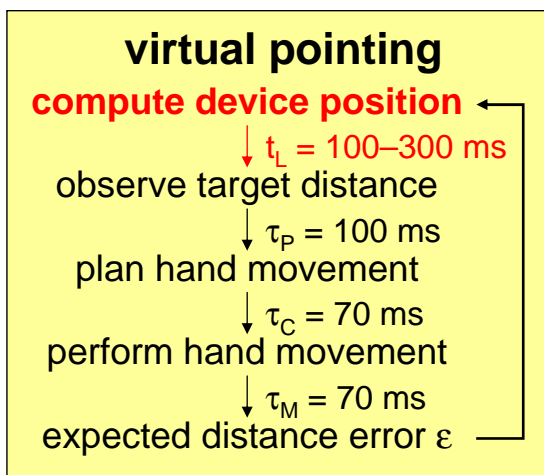 virtual pointing
compute device position
t_L = 100–300 ms
observe target distance
τ_P = 100 ms
plan hand movement
τ_C = 70 ms
perform hand movement
τ_M = 70 ms
expected distance error ε